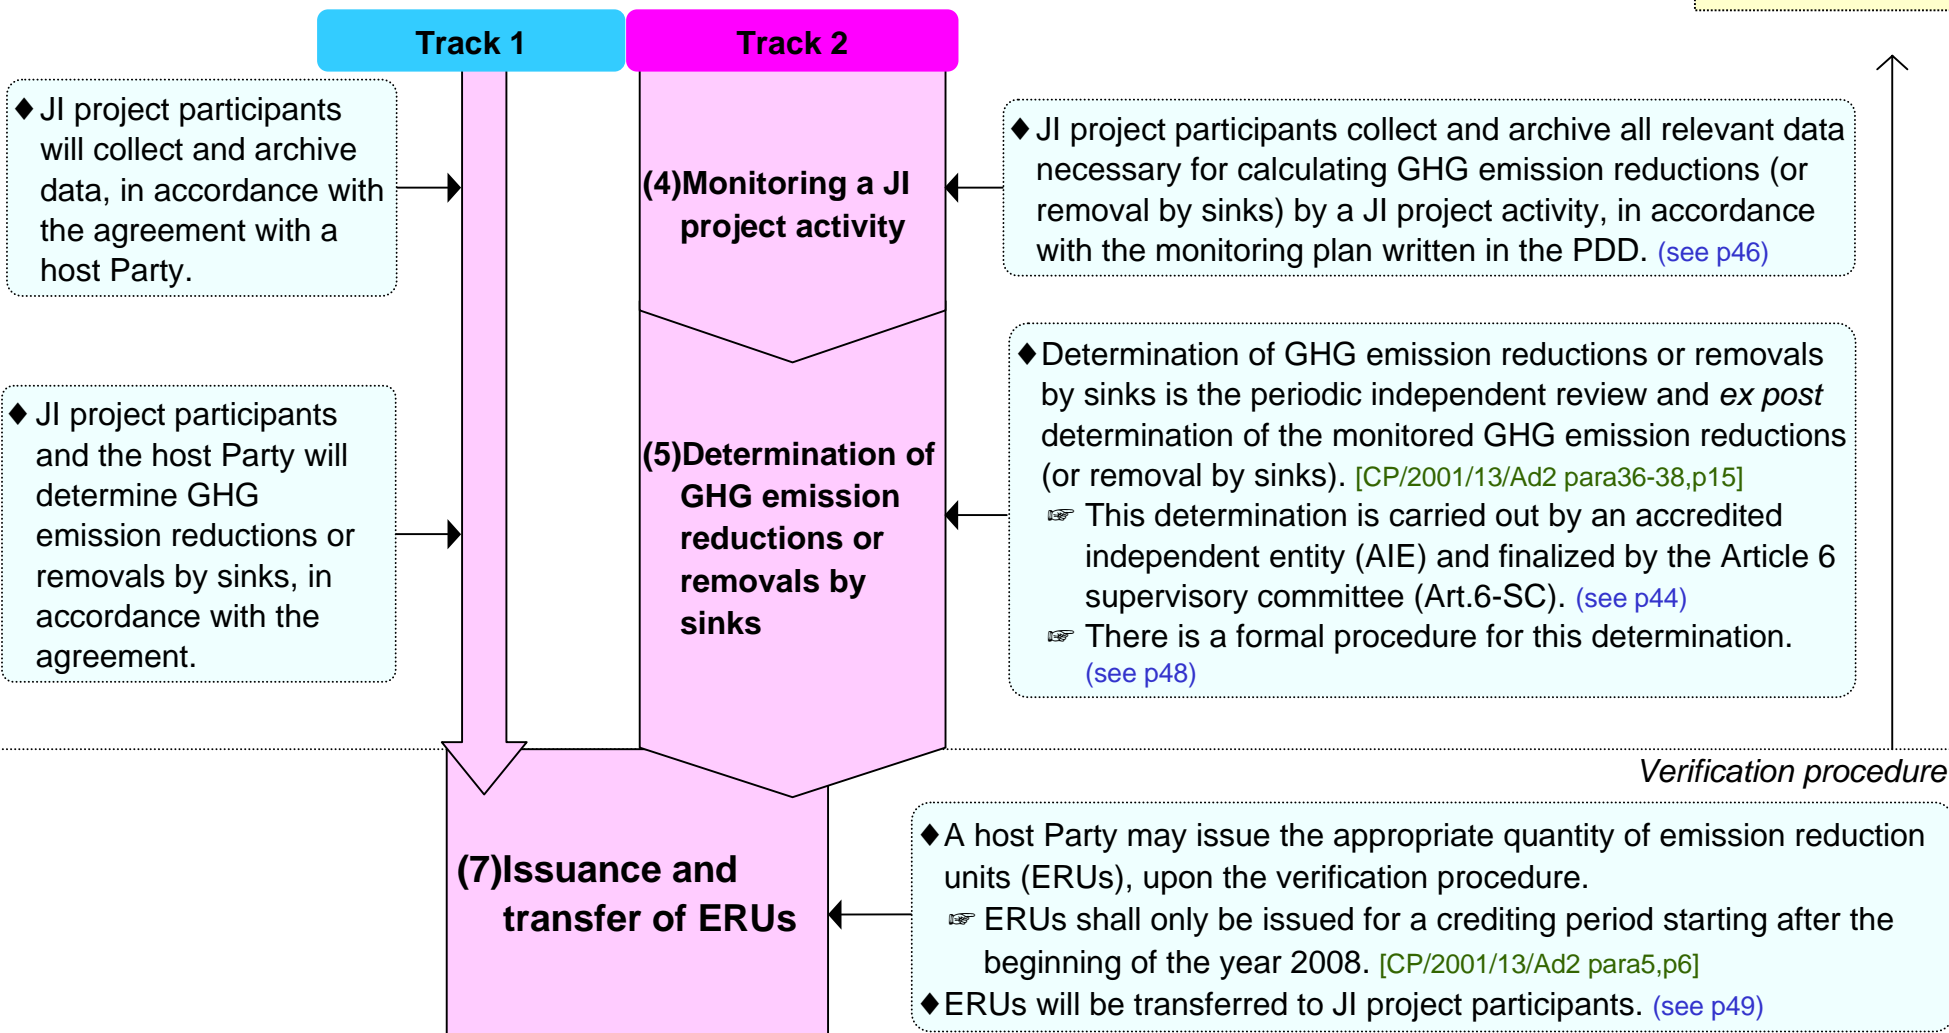 Track 1
Track 2
♦ JI project participants
will collect and archive
data, in accordance with
the agreement with a
host Party.
(4)Monitoring a JI
project activity
♦ JI project participants collect and archive all relevant data
necessary for calculating GHG emission reductions (or
removal by sinks) by a JI project activity, in accordance
with the monitoring plan written in the PDD. (see p46)
♦ JI project participants
and the host Party will
determine GHG
emission reductions or
removals by sinks, in
accordance with the
agreement.
(5)Determination of
GHG emission
reductions or
removals by
sinks
♦Determination of GHG emission reductions or removals
by sinks is the periodic independent review and ex post
determination of the monitored GHG emission reductions
(or removal by sinks). [CP/2001/13/Ad2 para36-38,p15]
☞ This determination is carried out by an accredited
independent entity (AIE) and finalized by the Article 6
supervisory committee (Art.6-SC). (see p44)
☞ There is a formal procedure for this determination.
(see p48)
Verification procedure
(7)Issuance and
transfer of ERUs
♦A host Party may issue the appropriate quantity of emission reduction
units (ERUs), upon the verification procedure.
☞ ERUs shall only be issued for a crediting period starting after the
beginning of the year 2008. [CP/2001/13/Ad2 para5,p6]
♦ERUs will be transferred to JI project participants. (see p49)